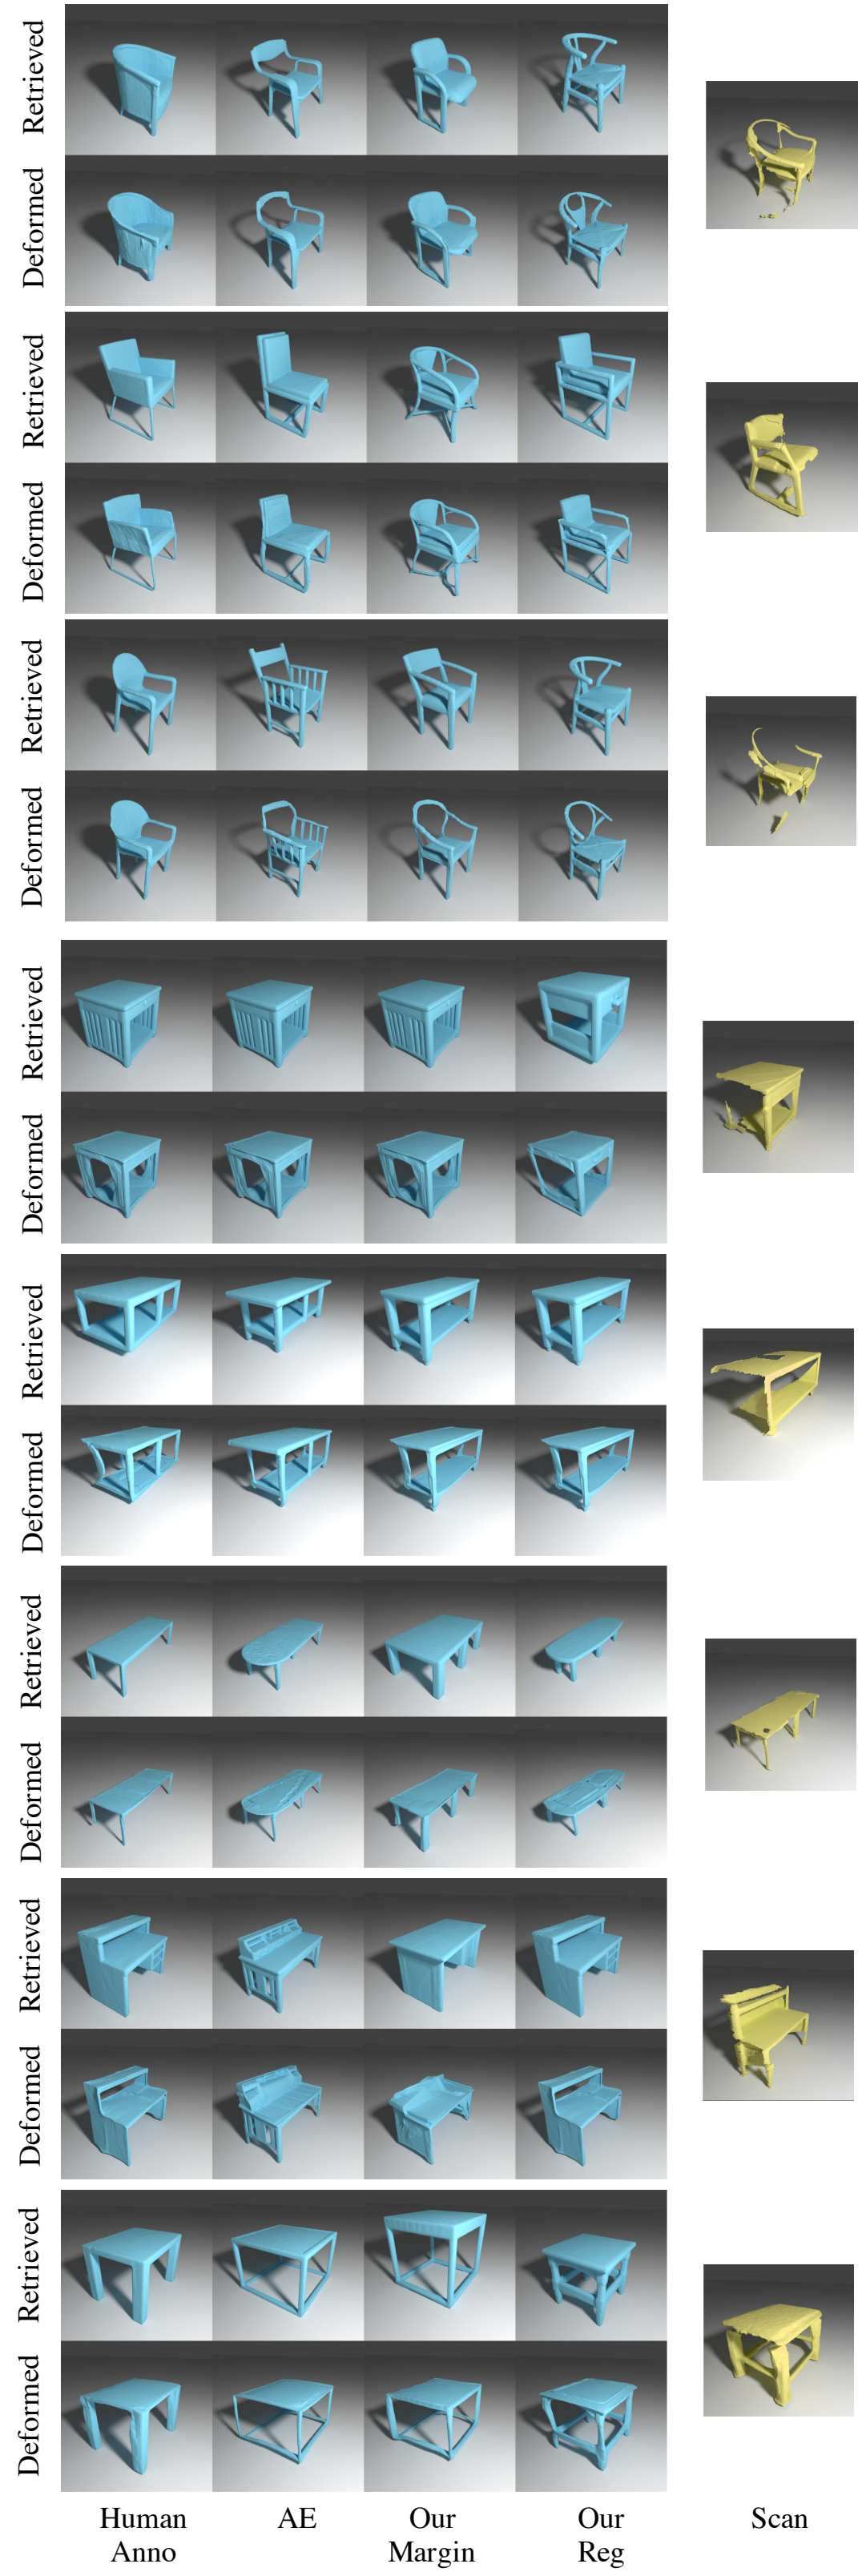 Retrieved
Deformed
Retrieved
Deformed
Retrieved
Deformed
Retrieved
Deformed
Retrieved
Deformed
Retrieved
Deformed
Retrieved
Deformed
Retrieved
Deformed
Human
Anno
AE
Our
Margin
Our
Reg
Scan